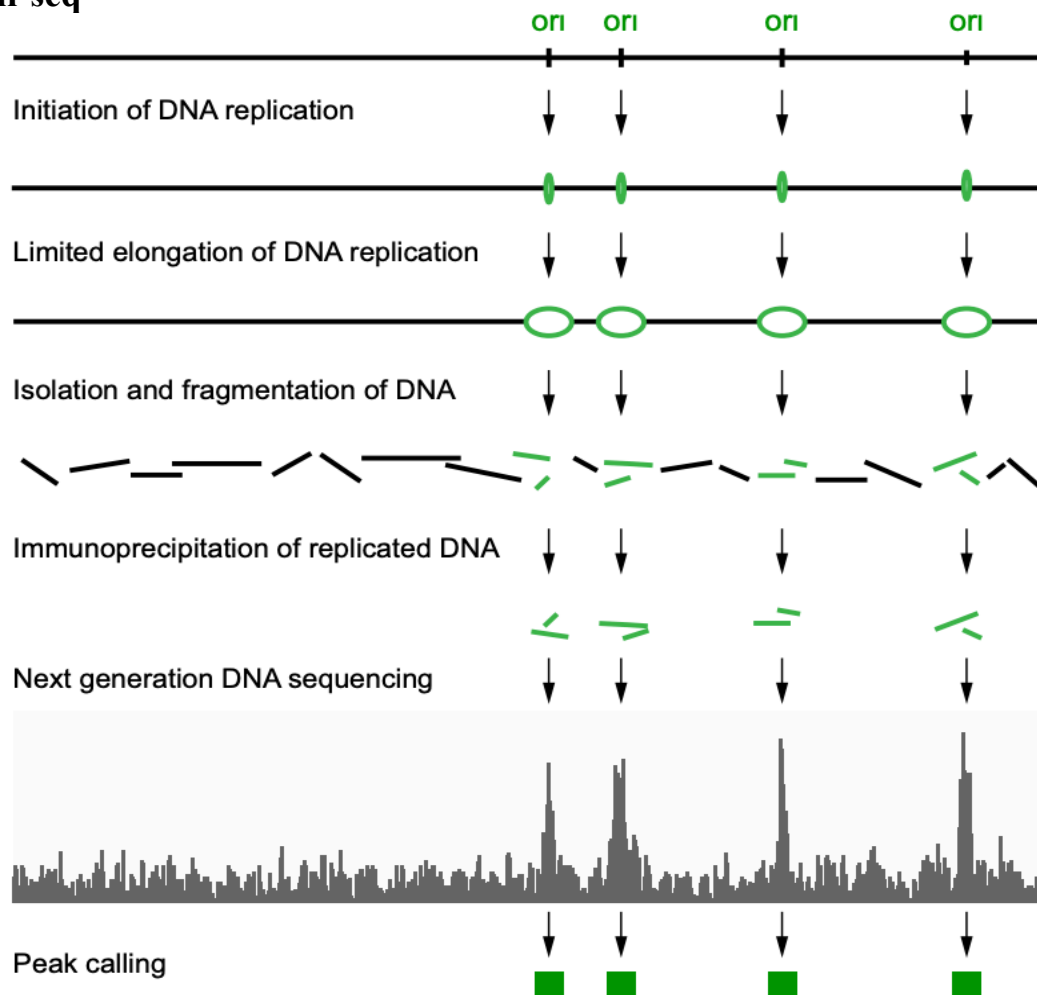 ori ori ori ori
Initiation of DNA replication
Limited elongation of DNA replication
Isolation and fragmentation of DNA
Immunoprecipitation of replicated DNA
Next generation DNA sequencing
Peak calling